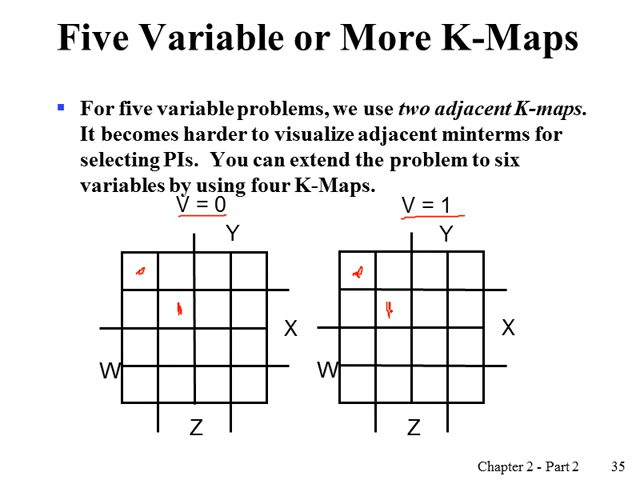 Five Variable or More K-Maps
▪ For five variable problems, we use two adjacent K-maps.
It becomes harder to visualize adjacent minterms for
selecting PIs. You can extend the problem to six
variables by using four K-Maps.
V = 0 V = 1
Y Y
X X
W W
Z Z
Chapter 2 - Part 2 35